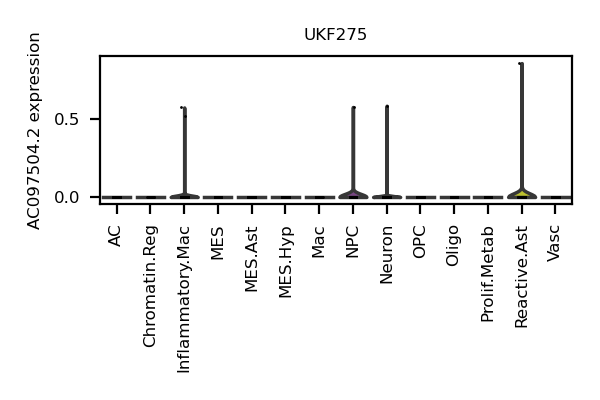 UKF275
AC097504.2 expression
0.5
0.0
AC
Chromatin.Reg
Inflammatory.Mac
MES
MES.Ast
MES.Hyp
Mac
NPC
Neuron
OPC
Oligo
Prolif.Metab
Reactive.Ast
Vasc